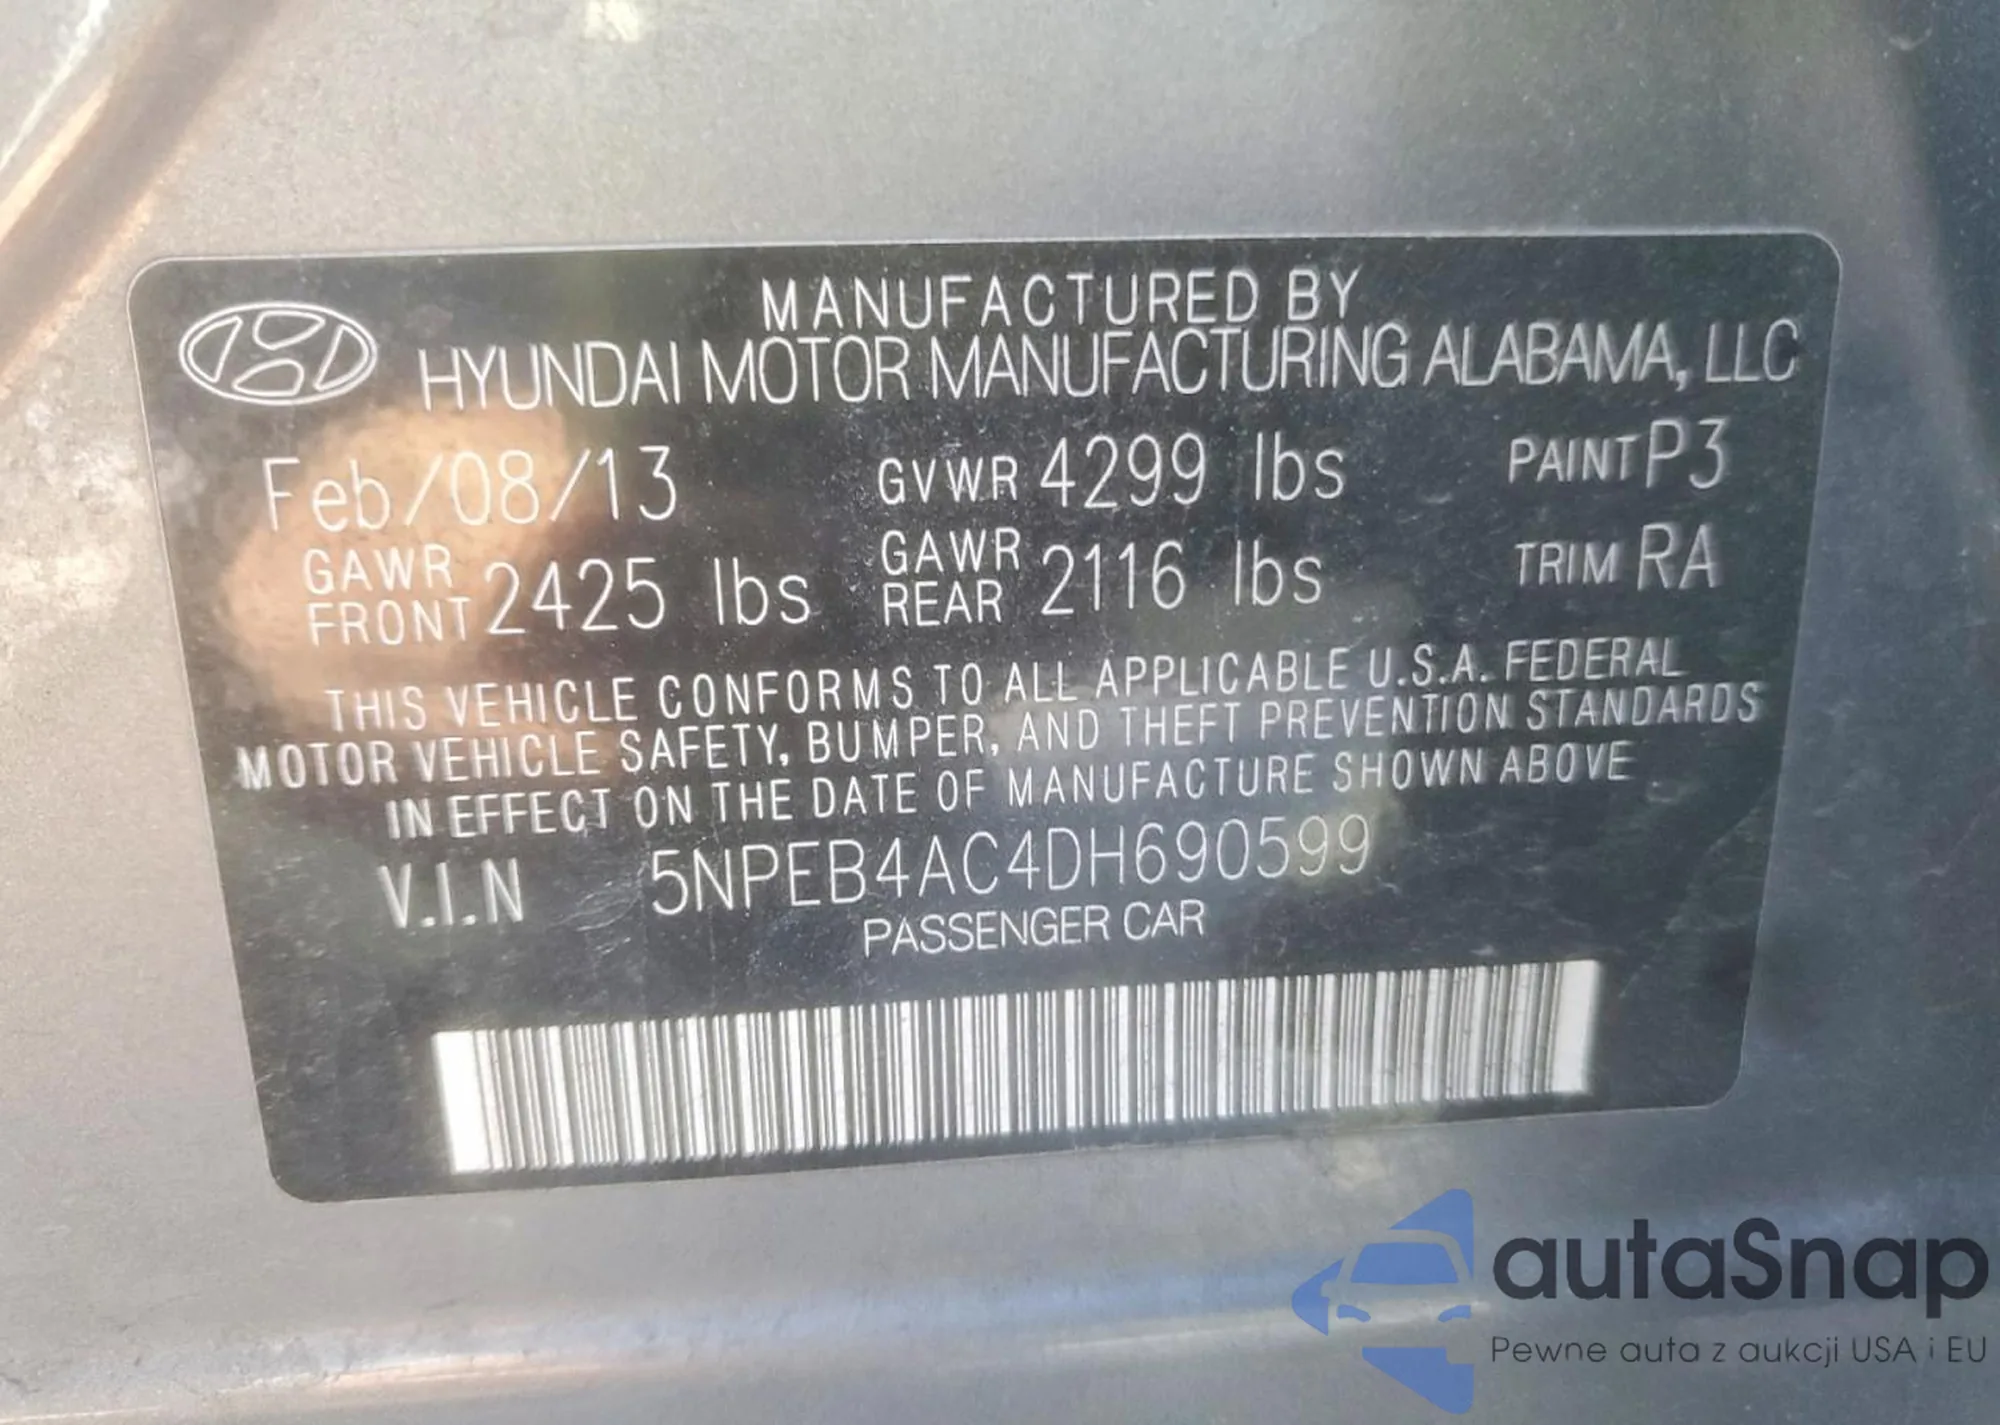 MANUFACTURED BY
HYUNDAI MOTOR MANUFACTURING ALABAMA, LLC
Feb/08/13 GVWR 4299 lbs PAINT P3
GAWR FRONT 2425 lbs GAWR REAR 2116 lbs TRIM RA
THIS VEHICLE CONFORMS TO ALL APPLICABLE U.S.A. FEDERAL
MOTOR VEHICLE SAFETY, BUMPER, AND THEFT PREVENTION STANDARDS
IN EFFECT ON THE DATE OF MANUFACTURE SHOWN ABOVE
V.I.N 5NPEB4AC4DH690599
PASSENGER CAR
autaSnap
Pewne auta z aukcji USA i EU